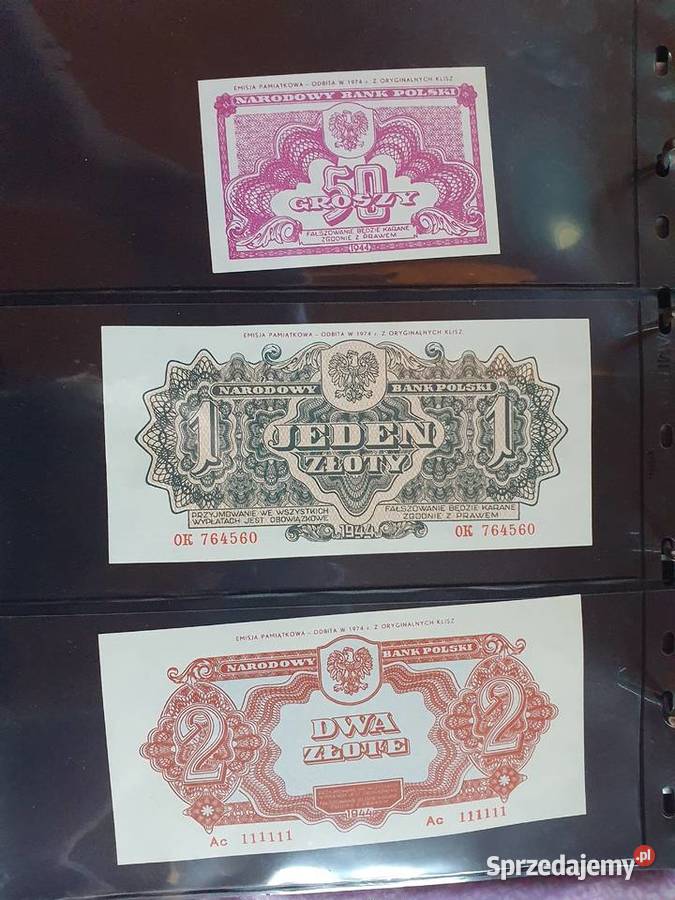 EMISJA PAMIĄTKOWA – ODBITA W 1974 r. Z ORYGINALNYCH KLISZ
NARODOWY BANK POLSKI
50
GROSZY
FAŁSZOWANIE BĘDZIE KARANE
ZGODNIE Z PRAWEM
1944
EMISJA PAMIĄTKOWA – ODBITA W 1974 r. Z ORYGINALNYCH KLISZ
NARODOWY BANK POLSKI
1 JEDEN 1
ZŁOTY
PRZYJMOWANIE WE WSZYSTKICH
WYPŁATACH JEST OBOWIĄZKOWE
FAŁSZOWANIE BĘDZIE KARANE
ZGODNIE Z PRAWEM
1944
OK 764560 OK 764560
EMISJA PAMIĄTKOWA – ODBITA W 1974 r. Z ORYGINALNYCH KLISZ
NARODOWY BANK POLSKI
2 DWA 2
ZŁOTE
1944
Ac 111111 Ac 111111
Sprzedajemy.pl